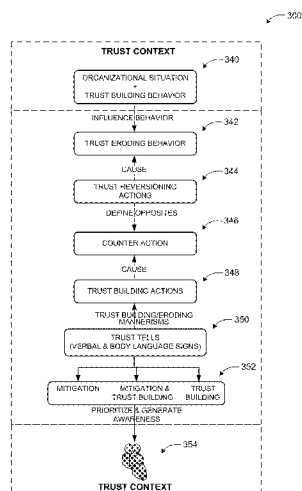 300
TRUST CONTEXT
340
ORGANIZATIONAL SITUATION
+
TRUST BUILDING BEHAVIOR
INFLUENCE BEHAVIOR
342
TRUST ERODING BEHAVIOR
CAUSE
344
TRUST REVERSIONING
ACTIONS
DEFINE OPPOSITES
346
COUNTER ACTION
CAUSE
348
TRUST BUILDING ACTIONS
TRUST BUILDING/ERODING
MANNERISMS
350
TRUST TELLS
(VERBAL & BODY LANGUAGE SIGNS)
352
MITIGATION
MITIGATION &
TRUST BUILDING
TRUST
BUILDING
PRIORITIZE & GENERATE
AWARENESS
354
TRUST CONTEXT